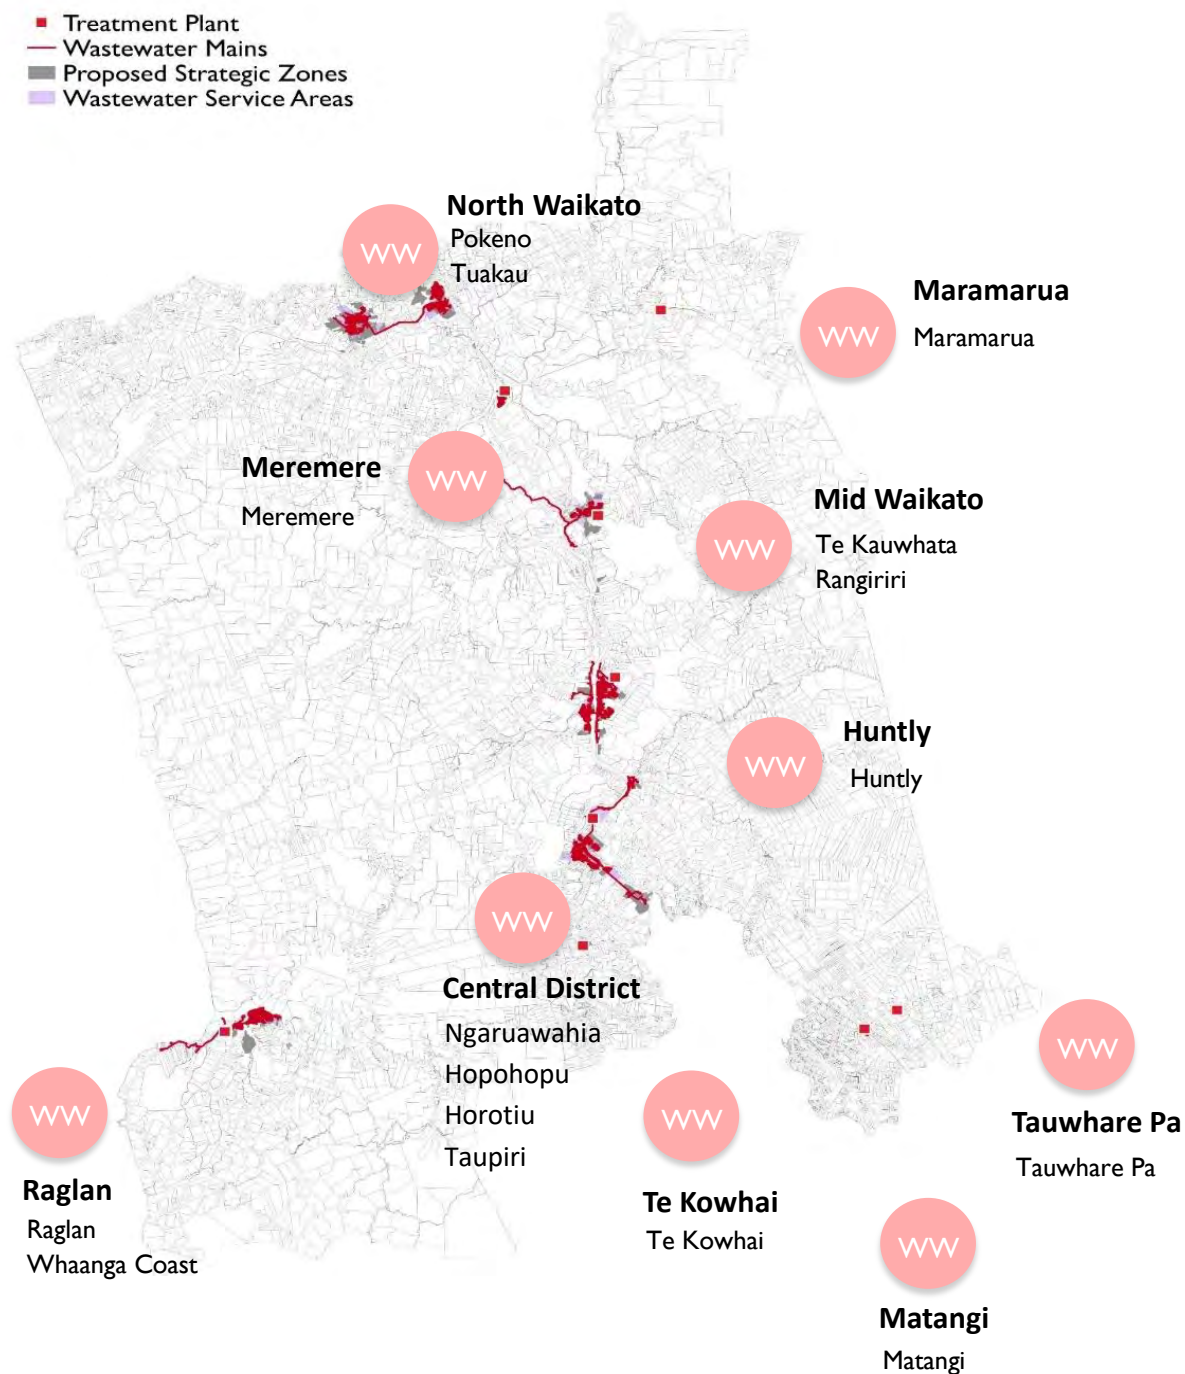 Treatment Plant
Wastewater Mains
Proposed Strategic Zones
Wastewater Service Areas
WW
North Waikato
Pokeno
Tuakau
WW
Maramarua
Maramarua
Meremere
Meremere
WW
WW
Mid Waikato
Te Kauwhata
Rangiriri
WW
Huntly
Huntly
WW
Central District
Ngaruawahia
Hopohopu
Horotiu
Taupiri
WW
Raglan
Raglan
Whaanga Coast
WW
Te Kowhai
Te Kowhai
WW
Tauwhare Pa
Tauwhare Pa
WW
Matangi
Matangi